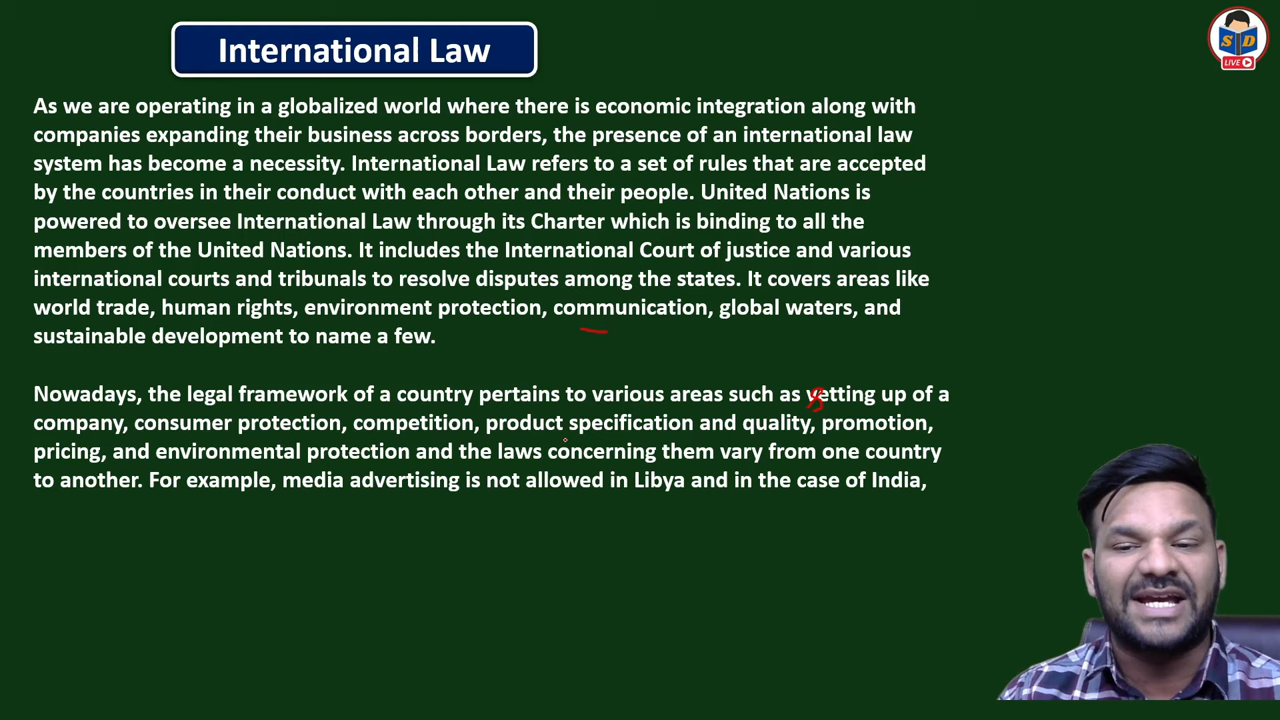 International Law
As we are operating in a globalized world where there is economic integration along with
companies expanding their business across borders, the presence of an international law
system has become a necessity. International Law refers to a set of rules that are accepted
by the countries in their conduct with each other and their people. United Nations is
powered to oversee International Law through its Charter which is binding to all the
members of the United Nations. It includes the International Court of justice and various
international courts and tribunals to resolve disputes among the states. It covers areas like
world trade, human rights, environment protection, communication, global waters, and
sustainable development to name a few.
Nowadays, the legal framework of a country pertains to various areas such as vetting up of a
company, consumer protection, competition, product specification and quality, promotion,
pricing, and environmental protection and the laws concerning them vary from one country
to another. For example, media advertising is not allowed in Libya and in the case of India,
S D
LIVE